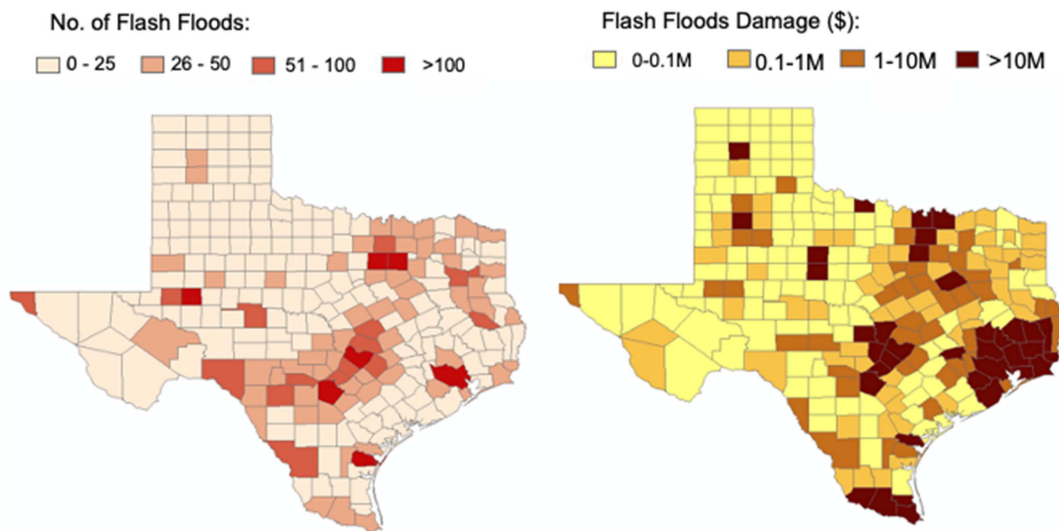 No. of Flash Floods:
0 - 25
26 - 50
51 - 100
>100
Flash Floods Damage ($):
0-0.1M
0.1-1M
1-10M
>10M